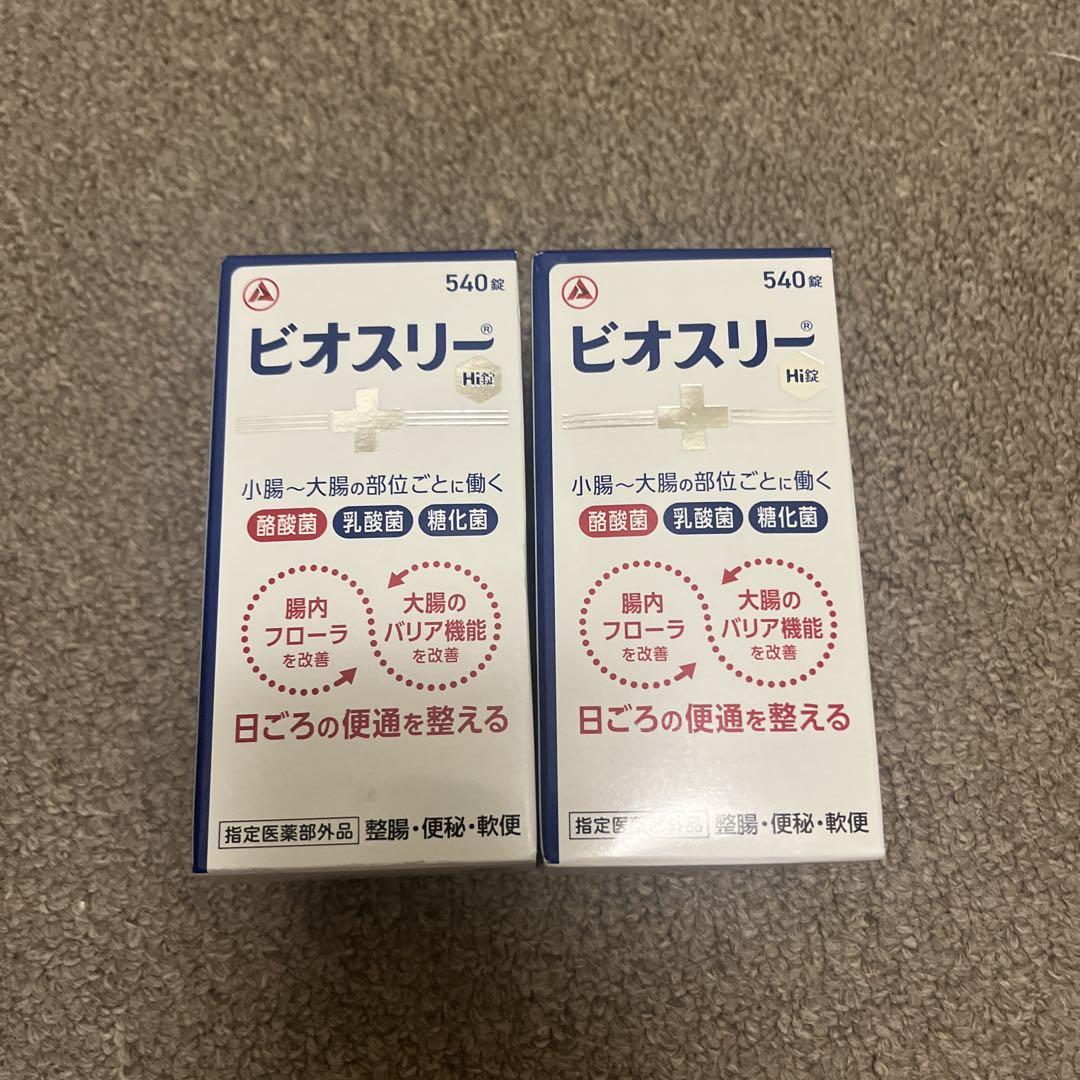 540錠
ビオスリー®
Hi錠
小腸～大腸の部位ごとに働く
酪酸菌 乳酸菌 糖化菌
腸内
フローラ
を改善
大腸の
バリア機能
を改善
日ごろの便通を整える
指定医薬部外品 整腸・便秘・軟便
540錠
ビオスリー®
Hi錠
小腸～大腸の部位ごとに働く
酪酸菌 乳酸菌 糖化菌
腸内
フローラ
を改善
大腸の
バリア機能
を改善
日ごろの便通を整える
指定医薬部外品 整腸・便秘・軟便